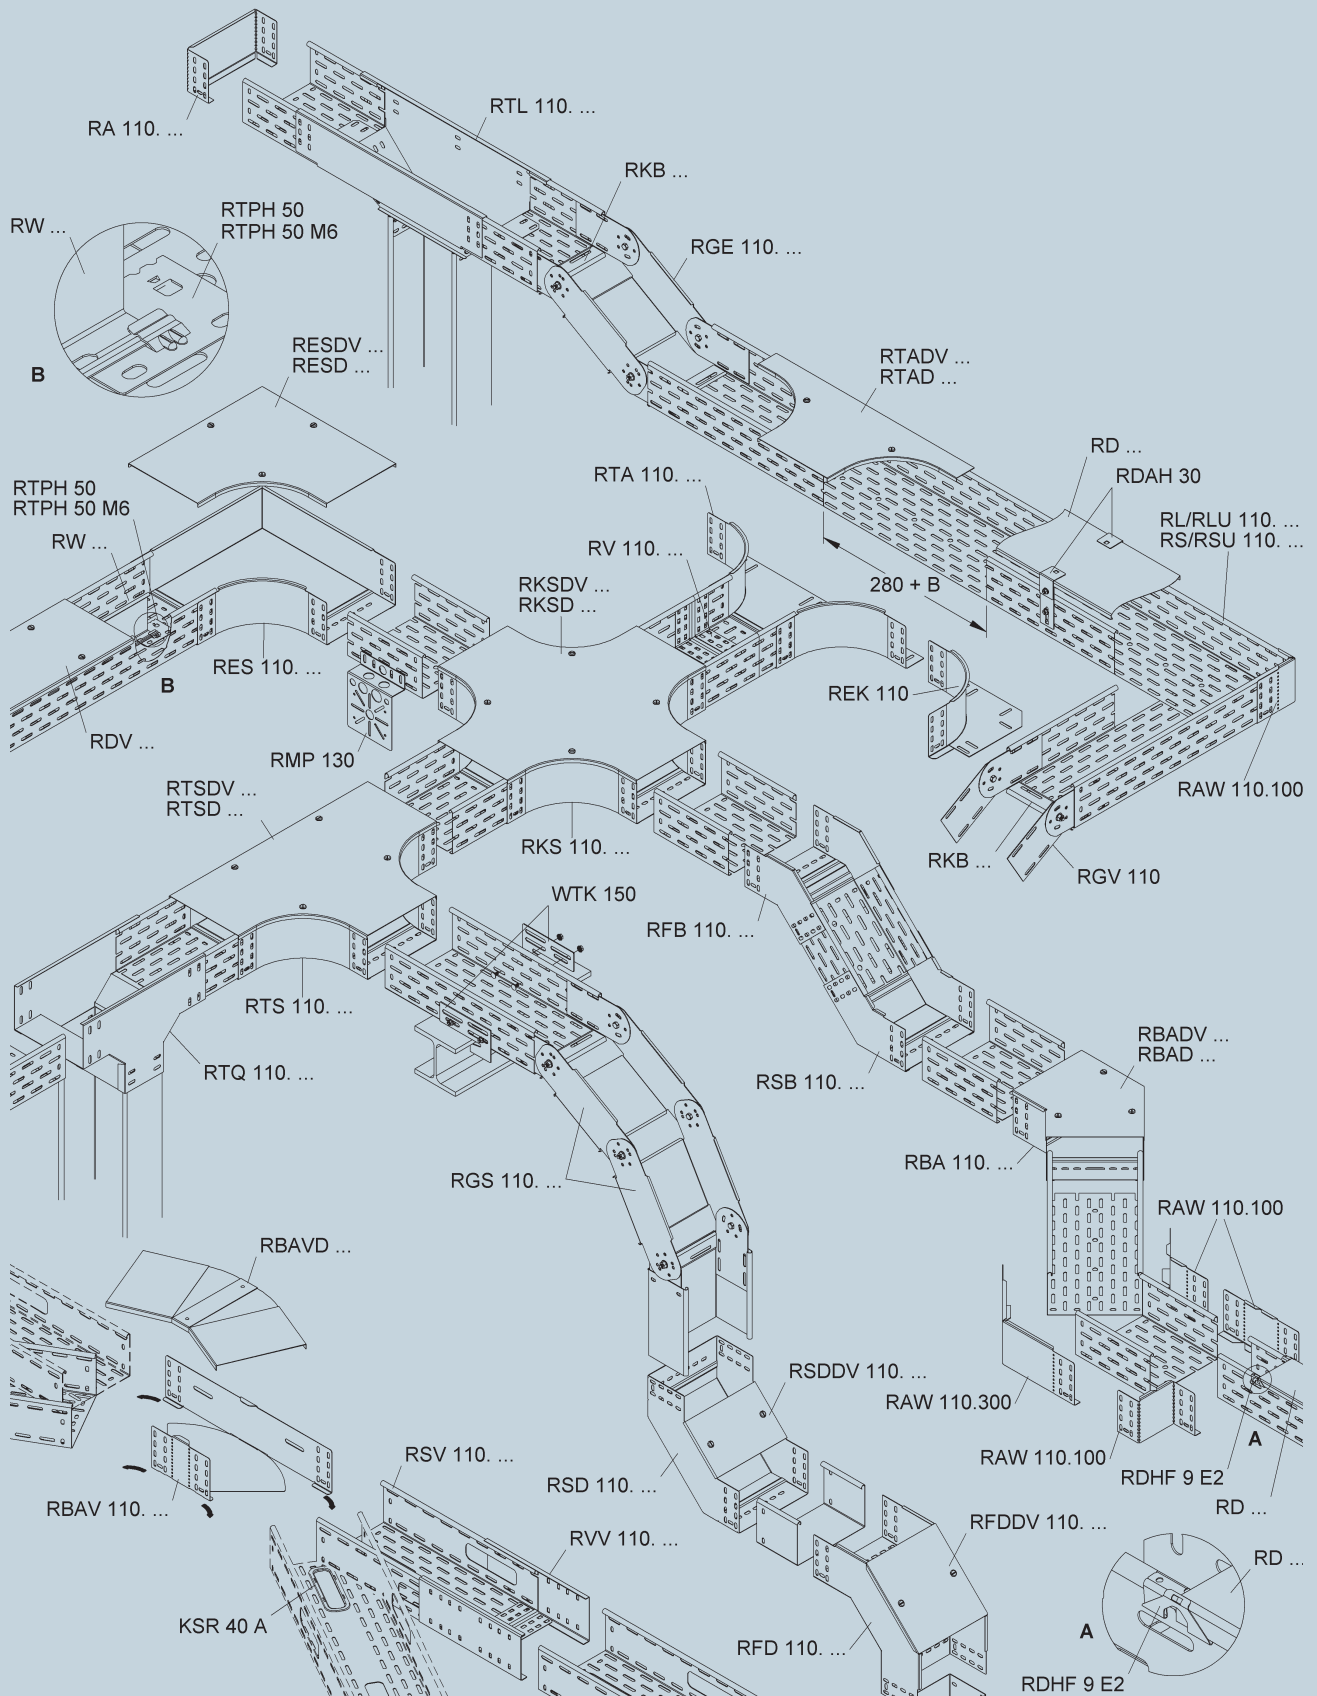 RTL 110. ...
RA 110. ...
RKB ...
RTPH 50
RTPH 50 M6
RW ...
RGE 110. ...
B
RESDV ...
RESD ...
RTADV ...
RTAD ...
RD ...
RDAH 30
RTA 110. ...
RTPH 50
RTPH 50 M6
RW ...
RL/RLU 110. ...
RS/RSU 110. ...
RV 110. ...
RKSDV ...
RKSD ...
280 + B
RES 110. ...
B
REK 110
RDV ...
RMP 130
RTSDV ...
RTSD ...
RAW 110.100
RKS 110. ...
RKB ...
RGV 110
WTK 150
RFB 110. ...
RTS 110. ...
RBADV ...
RBAD ...
RTQ 110. ...
RSB 110. ...
RBA 110. ...
RGS 110. ...
RAW 110.100
RBAVD ...
RSDDV 110. ...
RAW 110.300
A
RSV 110. ...
RAW 110.100
RSD 110. ...
RDHF 9 E2
RBAV 110. ...
RD ...
RFDDV 110. ...
RVV 110. ...
RD ...
KSR 40 A
A
RFD 110. ...
RDHF 9 E2